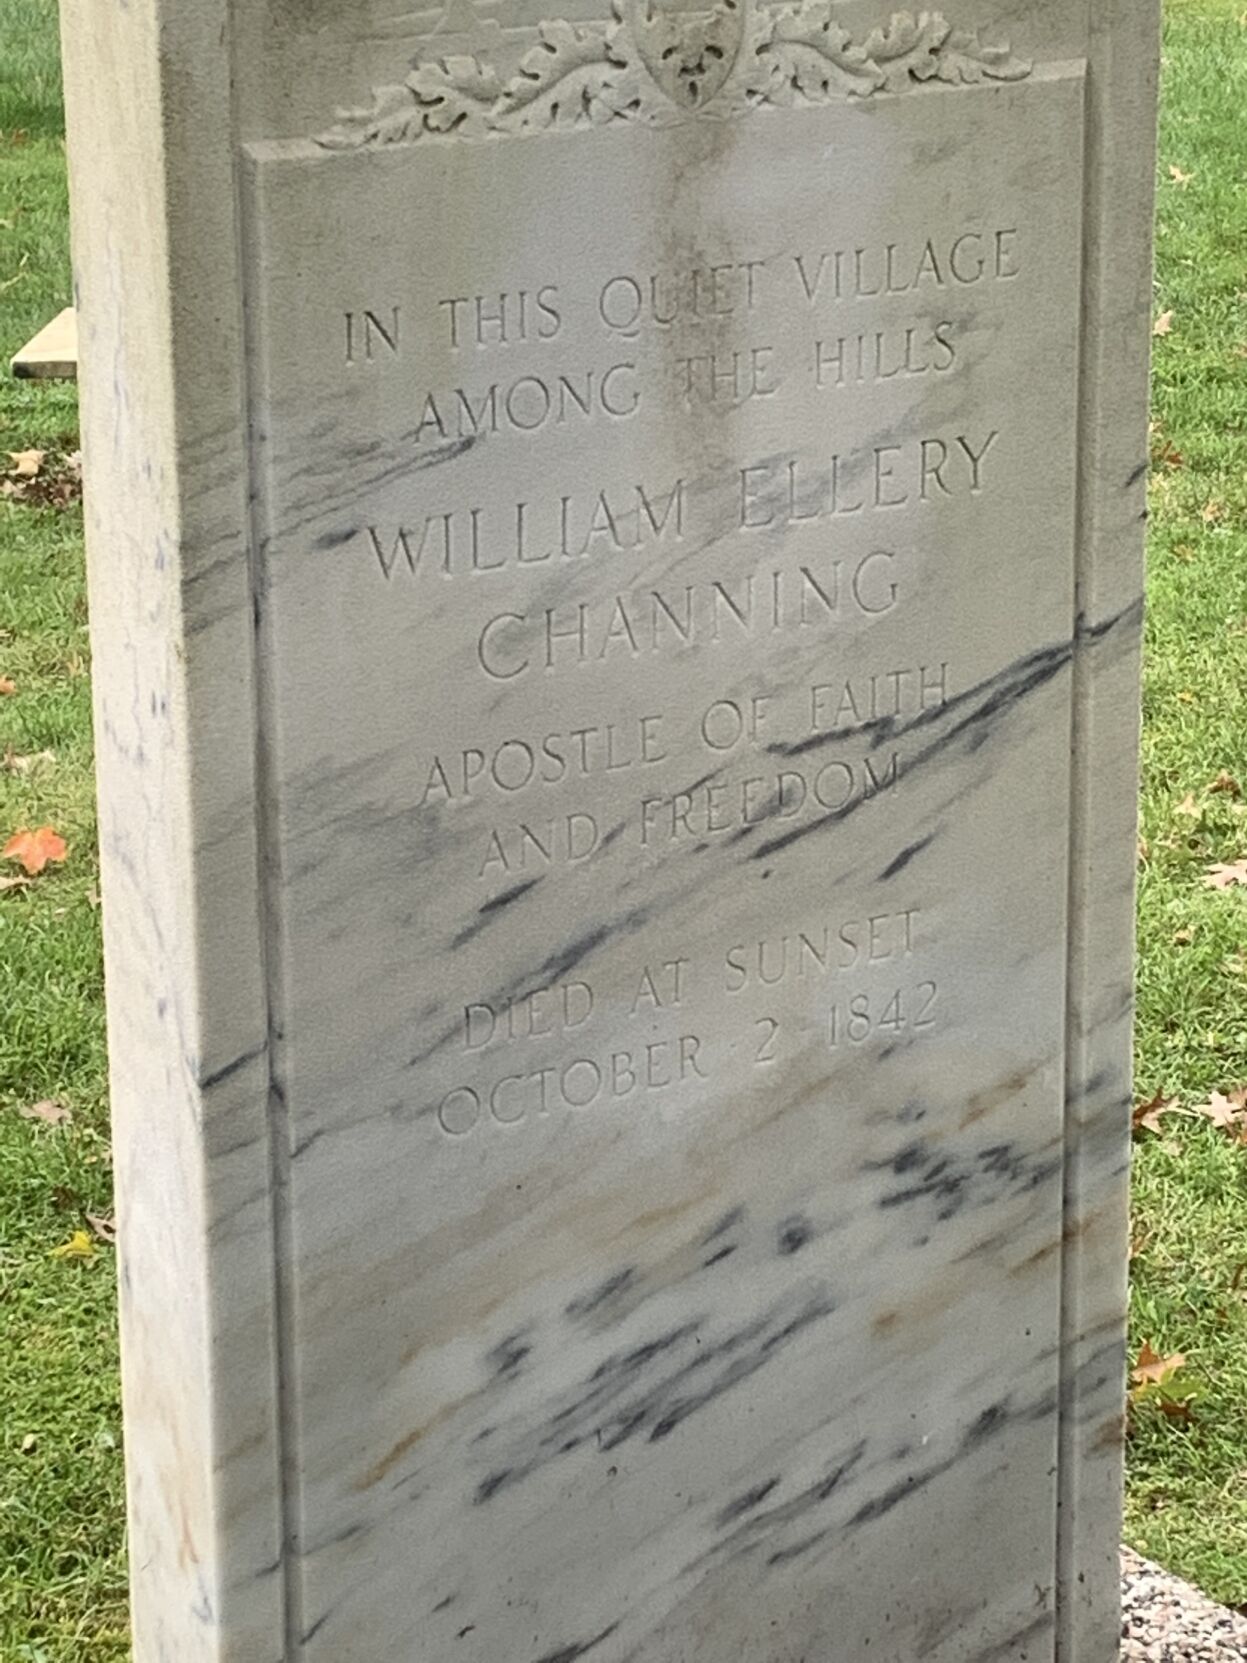 IN THIS QUIET VILLAGE
AMONG THE HILLS
WILLIAM ELLERY
CHANNING
APOSTLE OF FAITH
AND FREEDOM
DIED AT SUNSET
OCTOBER 2 1842